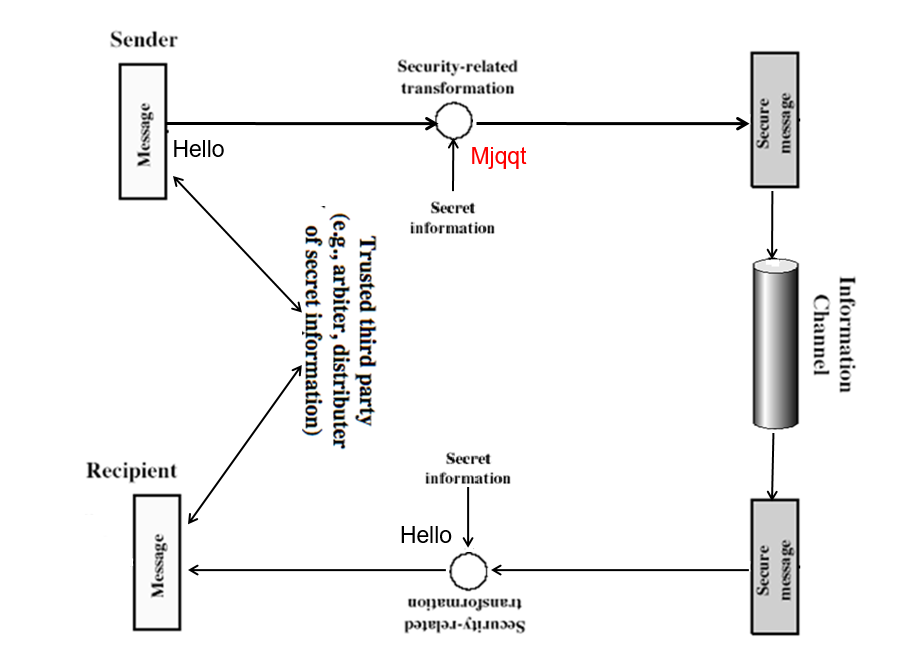 Sender
Message
Hello
Security-related
transformation
Mjqqt
Secret
information
Secure
message
Trusted third party
(e.g., arbiter, distributer
of secret information)
Information
Channel
Recipient
Message
Secret
information
Hello
Security-related
transformation
Secure
message